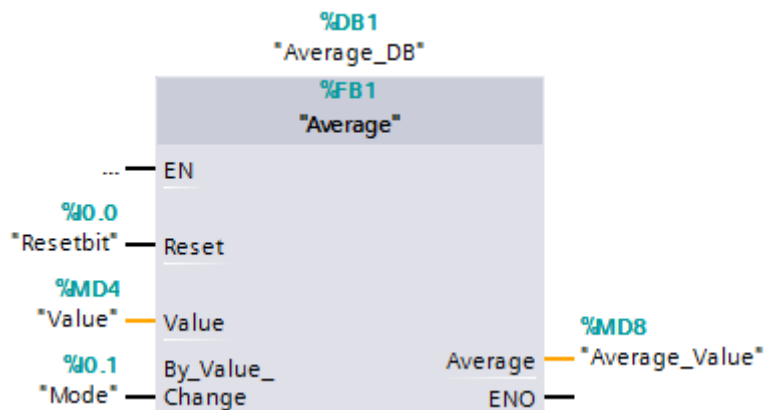 %DB1
"Average_DB"
%FB1
"Average"
... EN
%I0.0
"Resetbit" Reset
%MD4
"Value" Value
%MD8
Average "Average_Value"
%I0.1
"Mode" By_Value_
Change
ENO